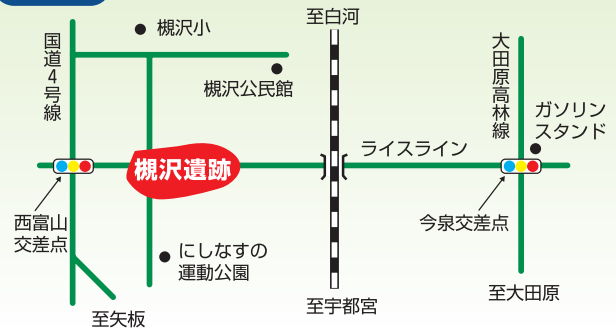 至白河
槻沢小
国道4号線
槻沢公民館
大田原高林線
ガソリン
スタンド
ライスライン
槻沢遺跡
西富山
交差点
今泉交差点
にしなすの
運動公園
至大田原
至宇都宮
至矢板